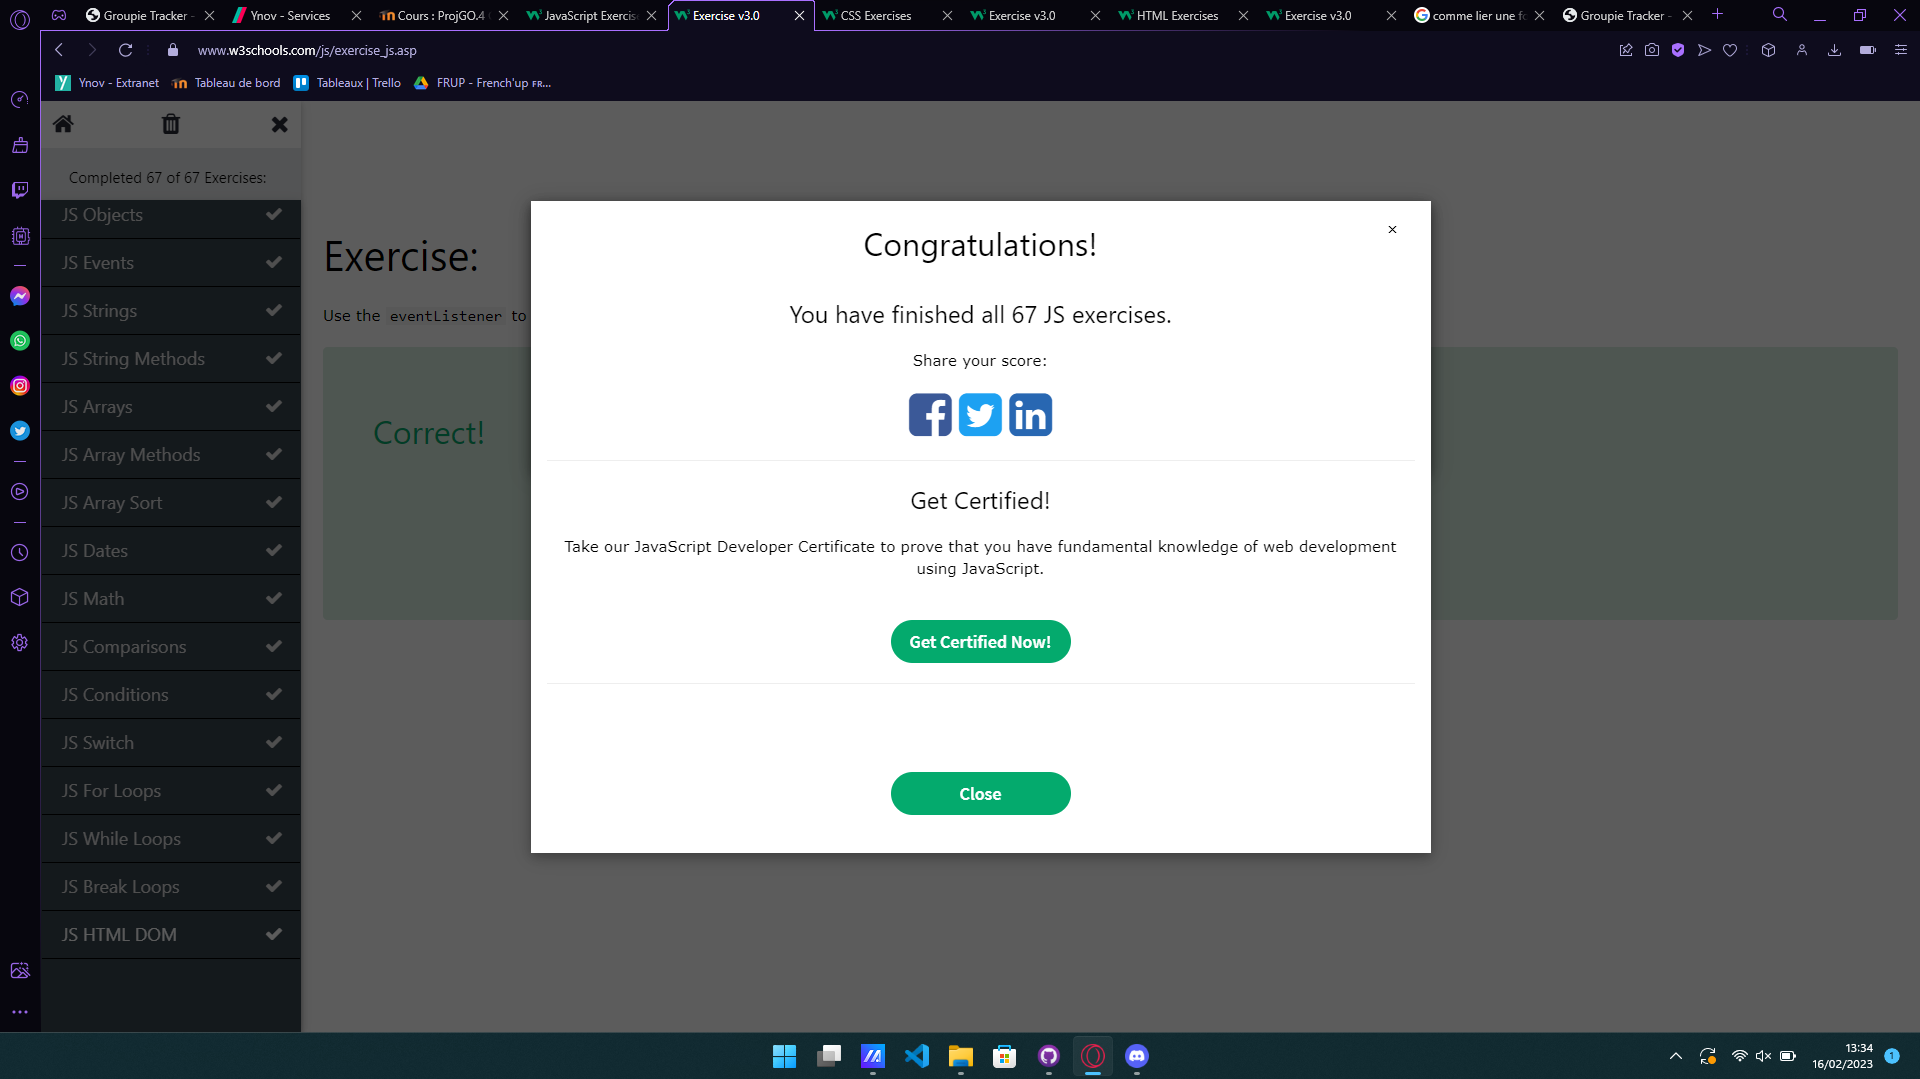 Groupie Tracker -
Ynov - Services
Cours : ProjGO.4
JavaScript Exercis
Exercise v3.0
CSS Exercises
Exercise v3.0
HTML Exercises
Exercise v3.0
comme lier une fo
Groupie Tracker -
www.w3schools.com/js/exercise_js.asp
Ynov - Extranet
Tableau de bord
Tableaux | Trello
FRUP - French'up FR...
Completed 67 of 67 Exercises:
JS Objects
JS Events
JS Strings
JS String Methods
JS Arrays
JS Array Methods
JS Array Sort
JS Dates
JS Math
JS Comparisons
JS Conditions
JS Switch
JS For Loops
JS While Loops
JS Break Loops
JS HTML DOM
Exercise:
Use the eventListener to
Correct!
Congratulations!
You have finished all 67 JS exercises.
Share your score:
Get Certified!
Take our JavaScript Developer Certificate to prove that you have fundamental knowledge of web development
using JavaScript.
Get Certified Now!
Close
13:34
16/02/2023
1